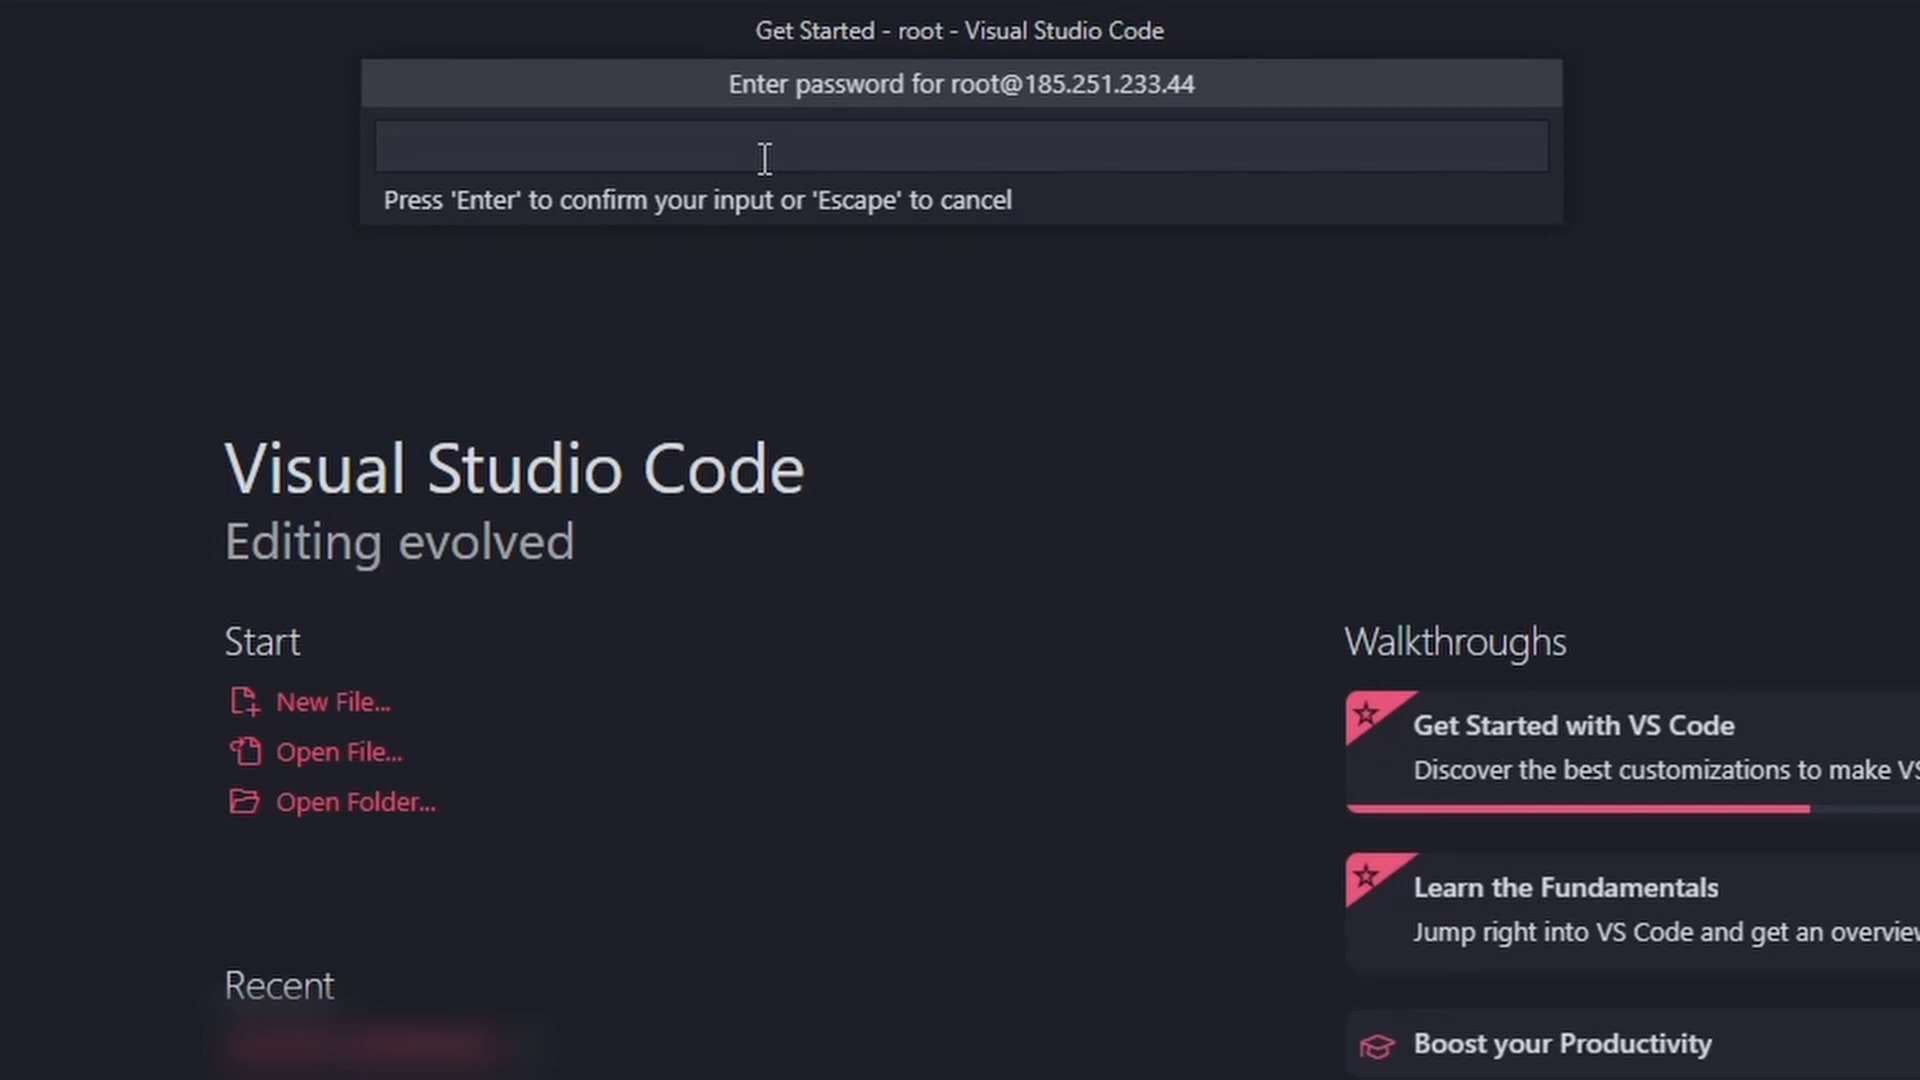 Get Started - root - Visual Studio Code
Enter password for root@185.251.233.44
Press 'Enter' to confirm your input or 'Escape' to cancel
Visual Studio Code
Editing evolved
Start
New File...
Open File...
Open Folder...
Recent
Walkthroughs
Get Started with VS Code
Discover the best customizations to make VS
Learn the Fundamentals
Jump right into VS Code and get an overview
Boost your Productivity